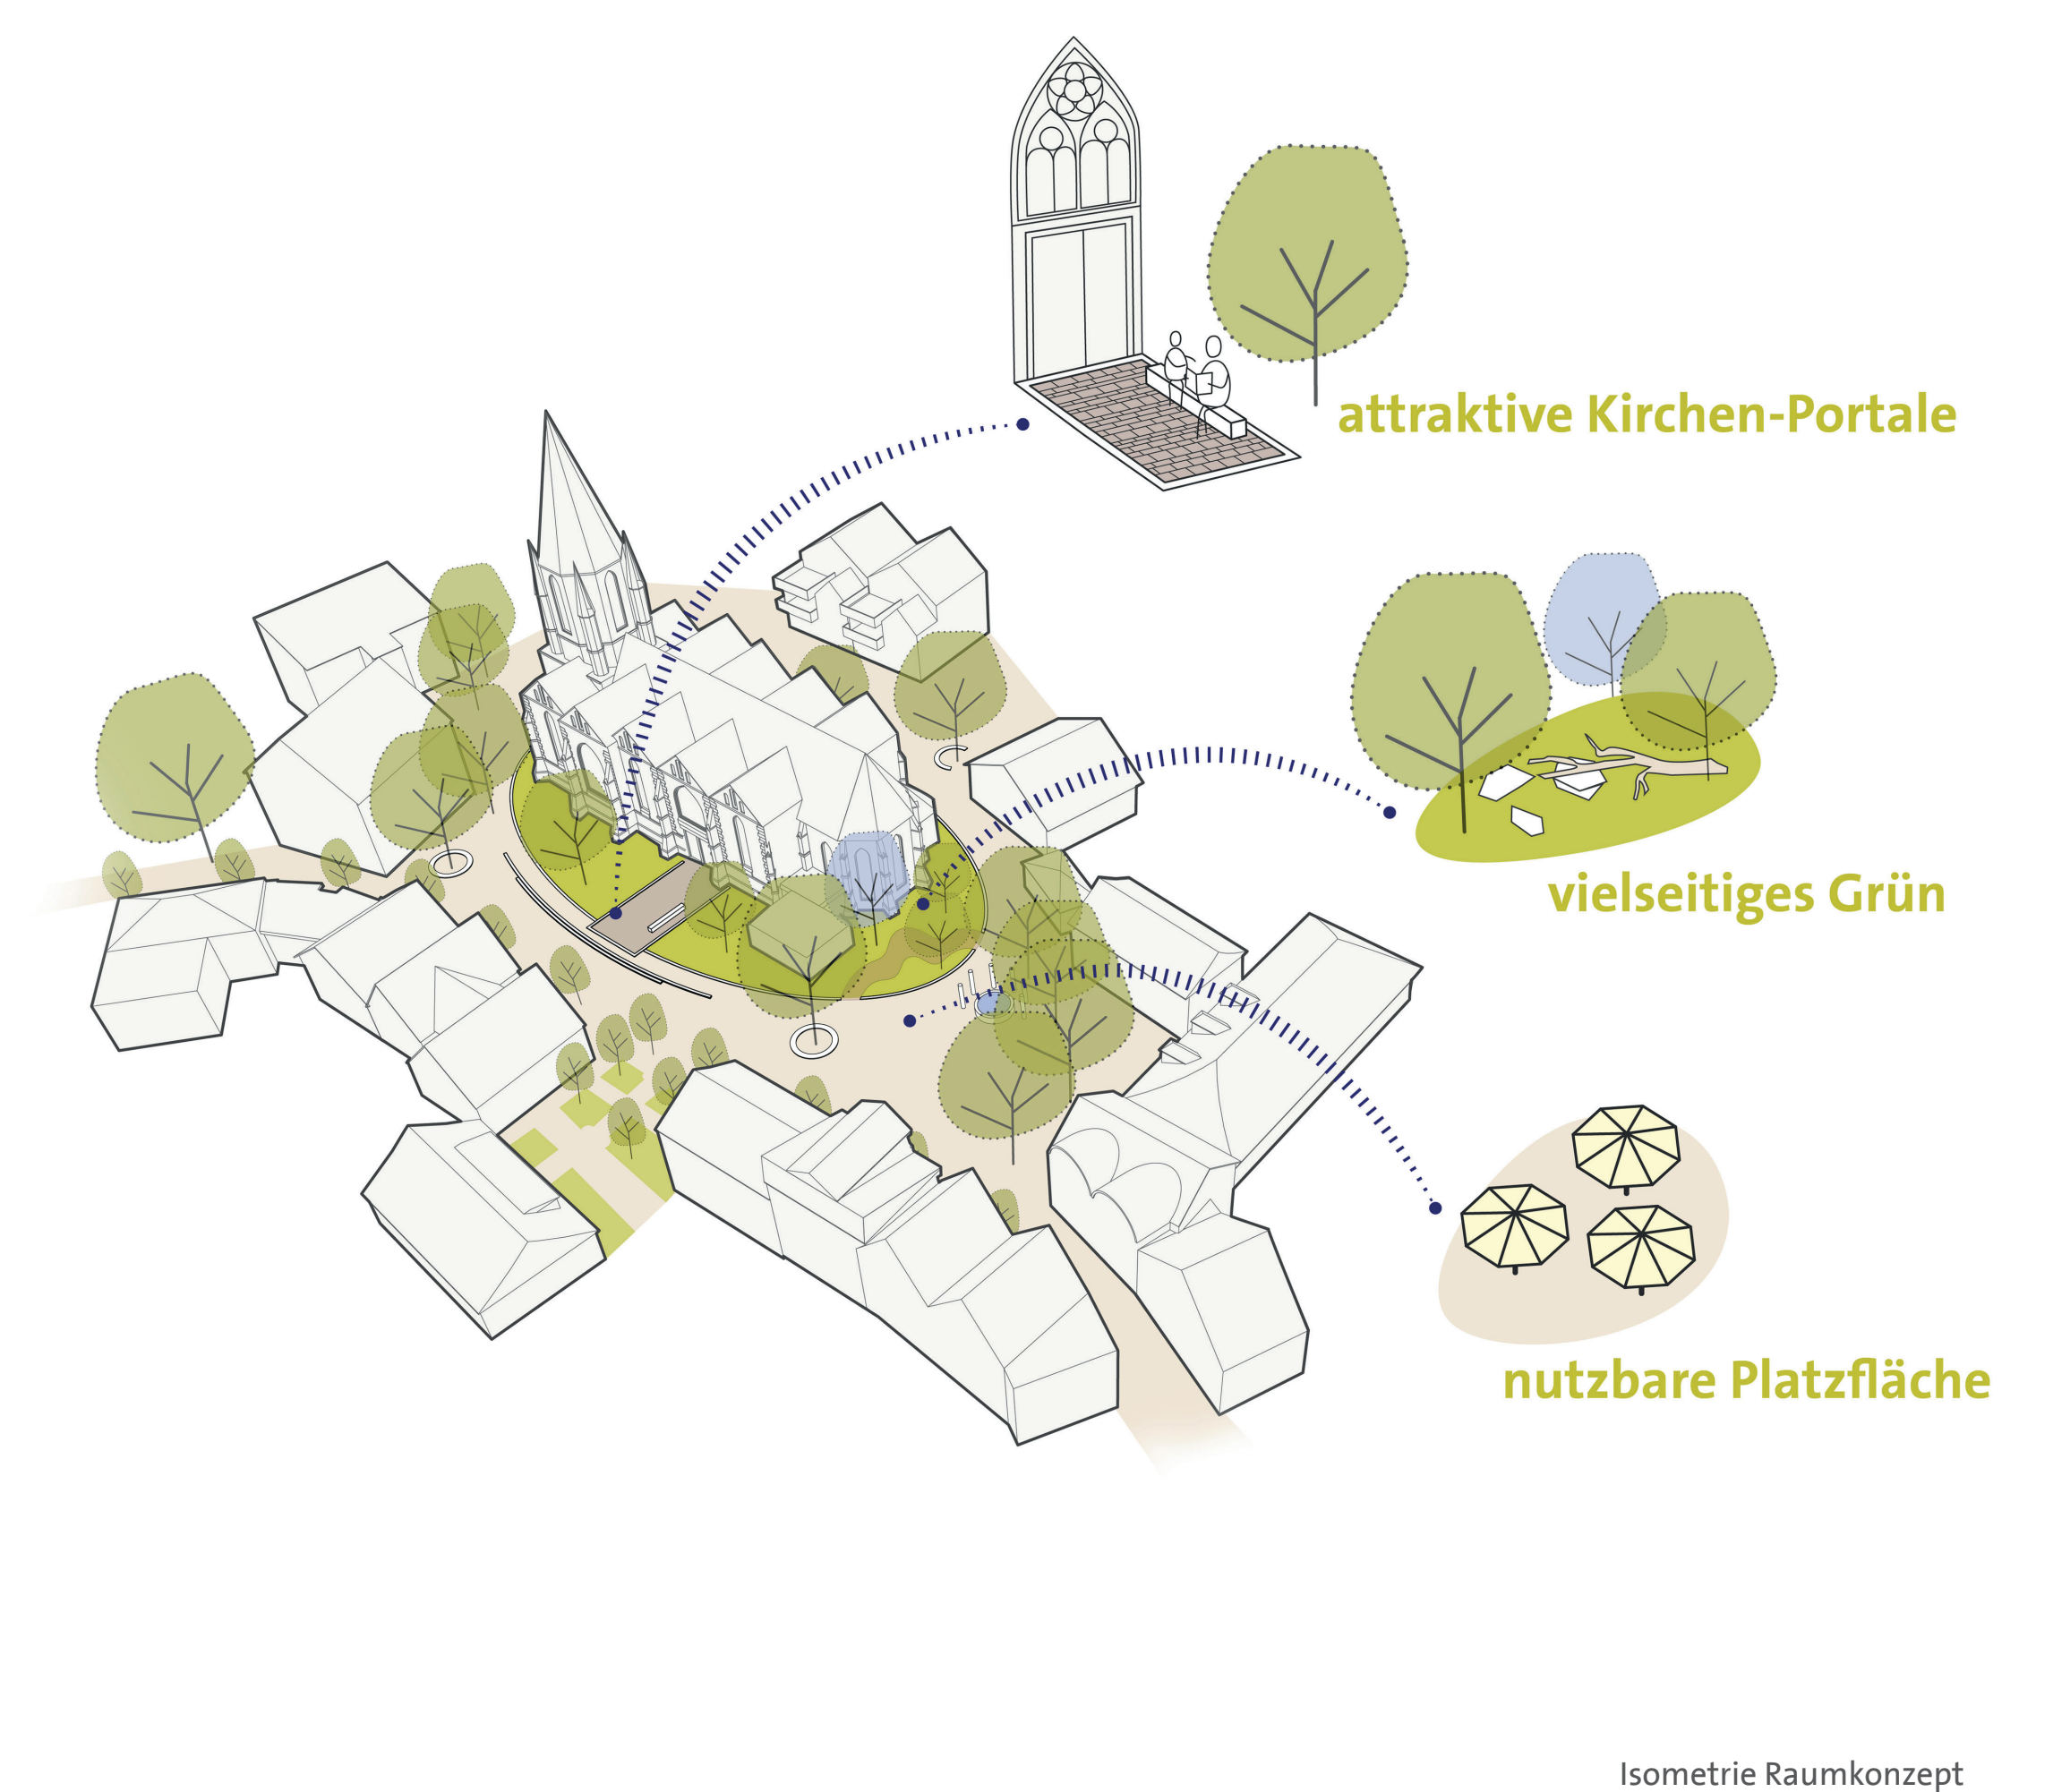 attraktive Kirchen-Portale
vielseitiges Grün
nutzbare Platzfläche
Isometrie Raumkonzept